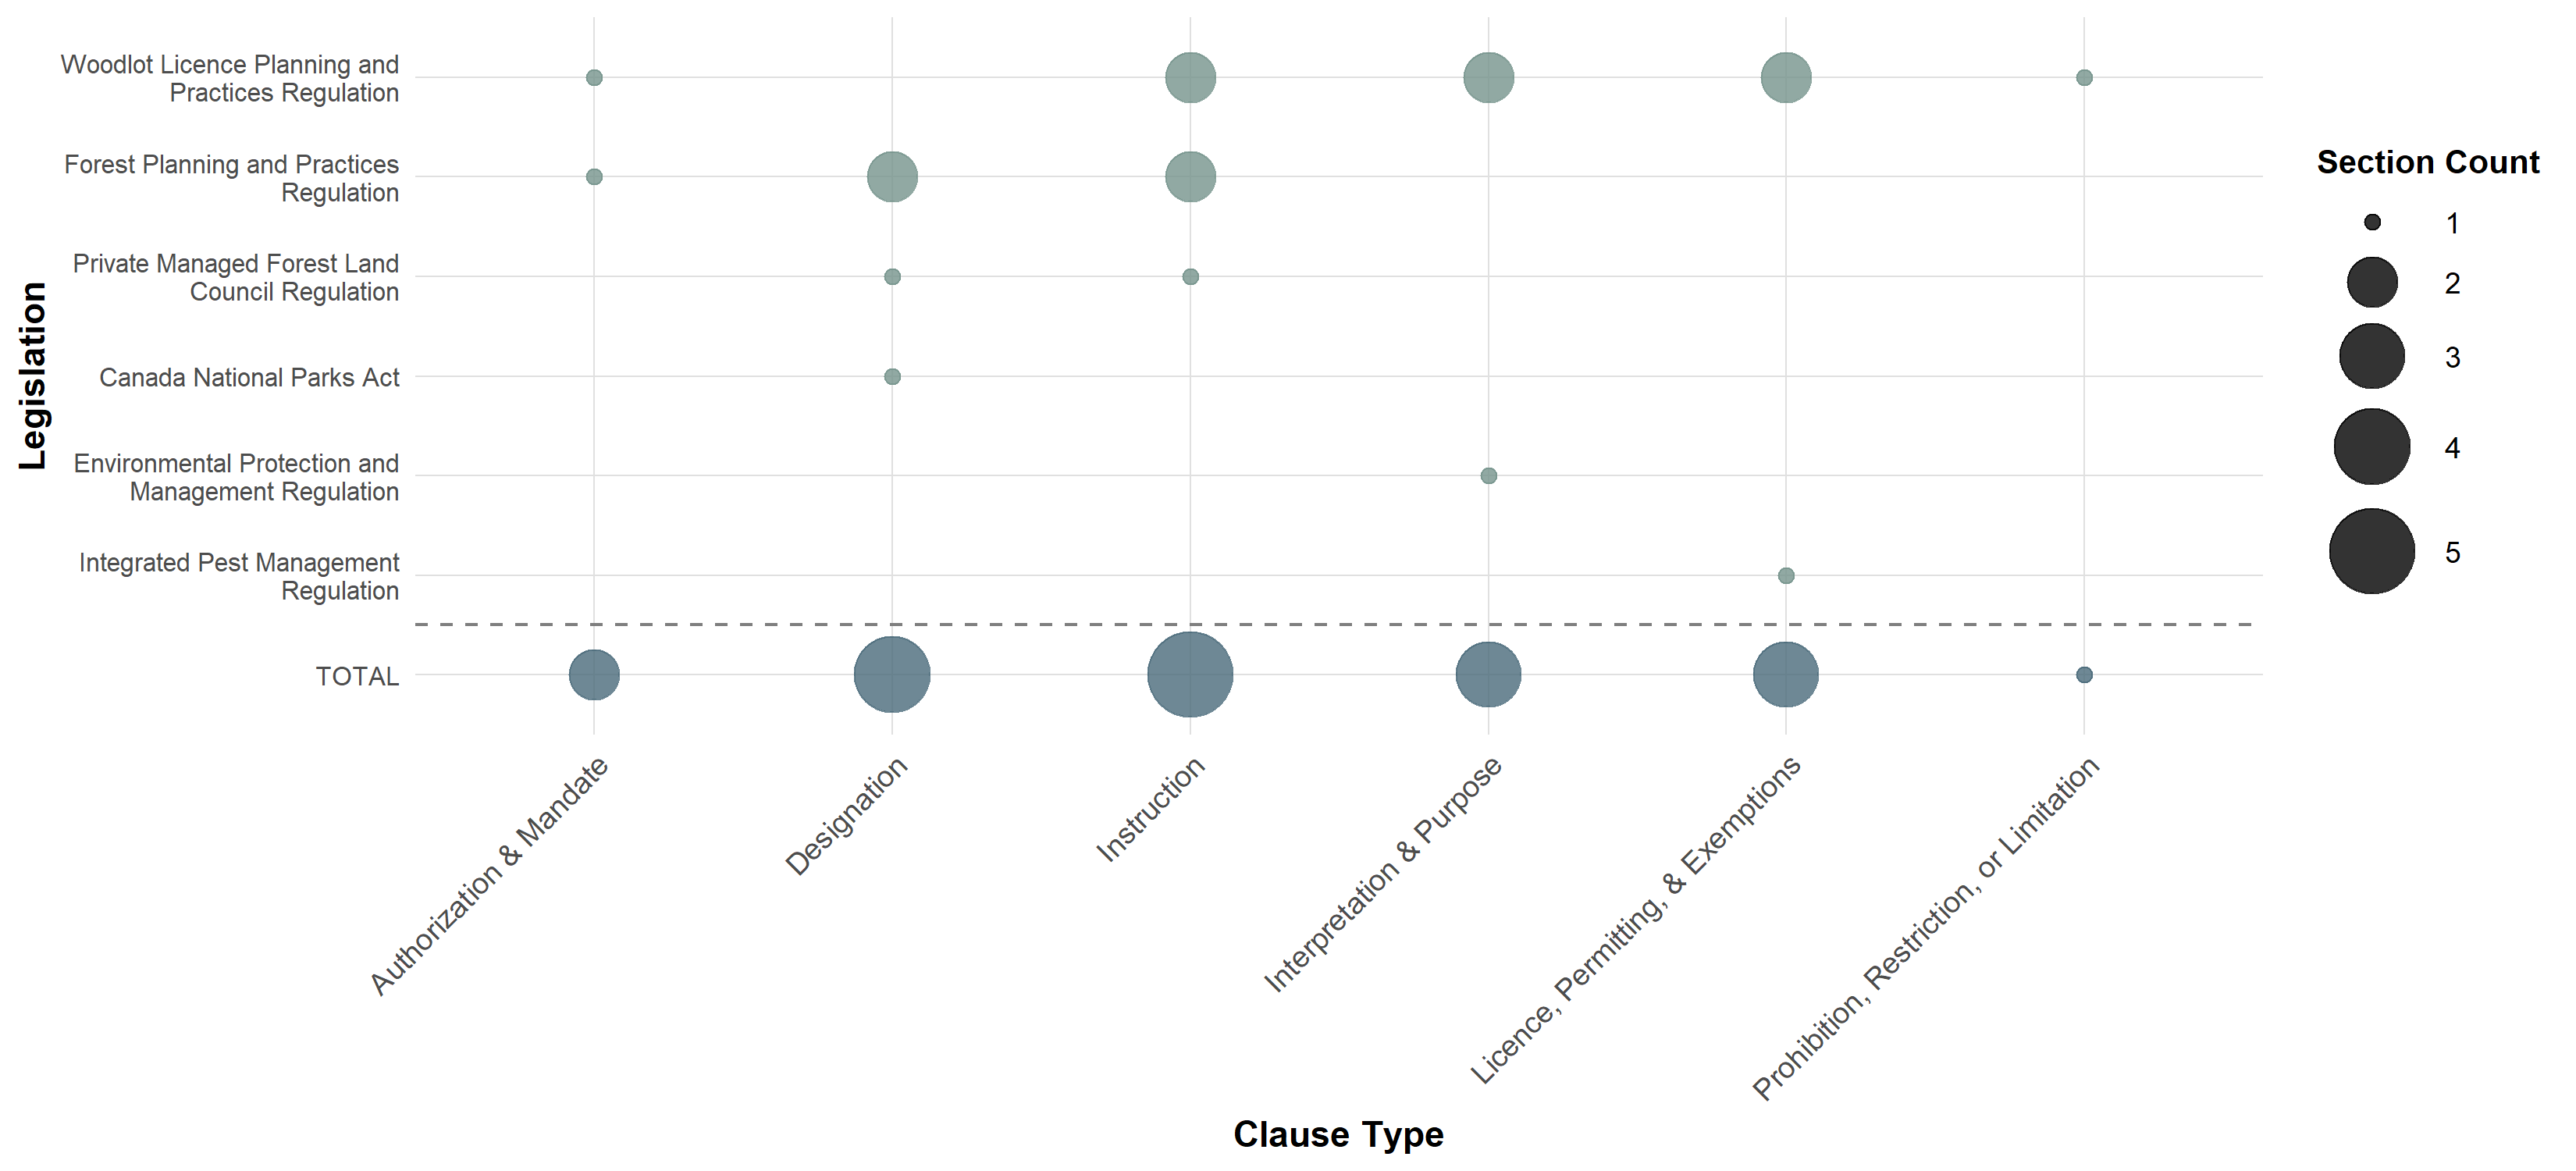 Woodlot Licence Planning and
Practices Regulation
Forest Planning and Practices
Regulation
Private Managed Forest Land
Council Regulation
Canada National Parks Act
Environmental Protection and
Management Regulation
Integrated Pest Management
Regulation
TOTAL
Legislation
Authorization & Mandate
Designation
Instruction
Interpretation & Purpose
Licence, Permitting, & Exemptions
Prohibition, Restriction, or Limitation
Clause Type
Section Count
1
2
3
4
5